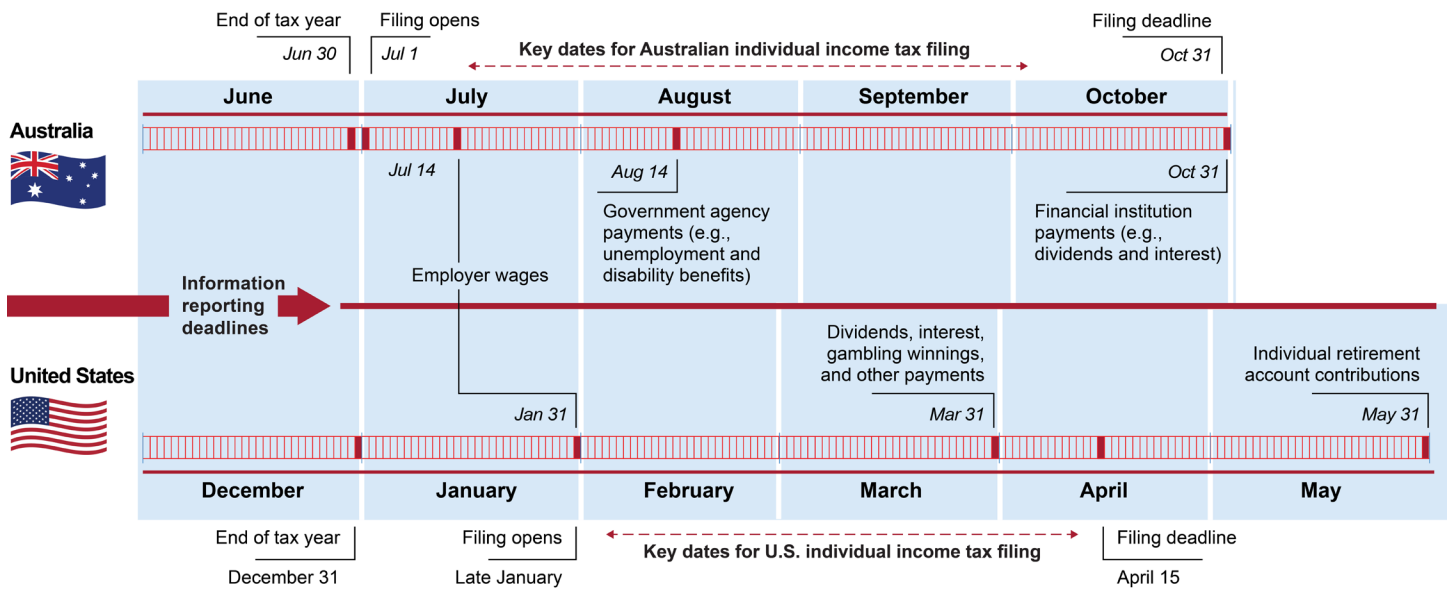 End of tax year
Jun 30
Filing opens
Jul 1
Key dates for Australian individual income tax filing
Filing deadline
Oct 31
June
July
August
September
October
Australia
Jul 14
Aug 14
Oct 31
Government agency
payments (e.g.,
unemployment and
disability benefits)
Financial institution
payments (e.g.,
dividends and interest)
Employer wages
Information
reporting
deadlines
Dividends, interest,
gambling winnings,
and other payments
Individual retirement
account contributions
United States
Jan 31
Mar 31
May 31
December
January
February
March
April
May
End of tax year
December 31
Filing opens
Late January
Key dates for U.S. individual income tax filing
Filing deadline
April 15